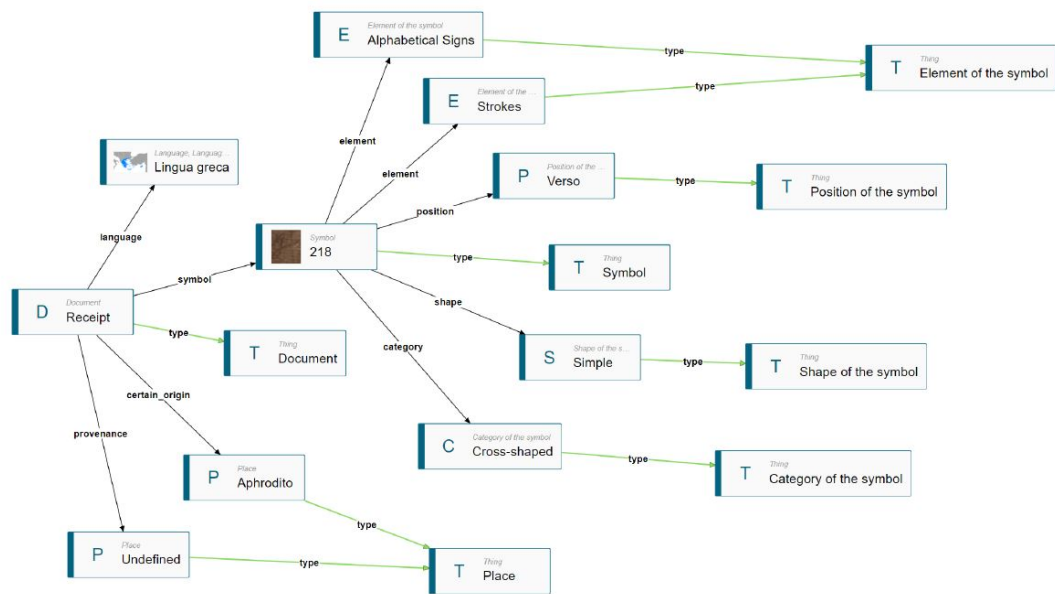 Element of the symbol
E Alphabetical Signs
type
Thing
T Element of the symbol
Element of the ...
E Strokes
type
element
Language, Languag...
Lingua greca
element
Position of the ...
P Verso
type
Thing
T Position of the symbol
position
language
Symbol
218
type
Thing
T Symbol
symbol
Document
D Receipt
shape
type
Thing
T Document
category
Shape of the s...
S Simple
type
Thing
T Shape of the symbol
certain_origin
provenance
Category of the symbol
C Cross-shaped
type
Thing
T Category of the symbol
Place
P Aphrodito
type
Place
P Undefined
type
Thing
T Place